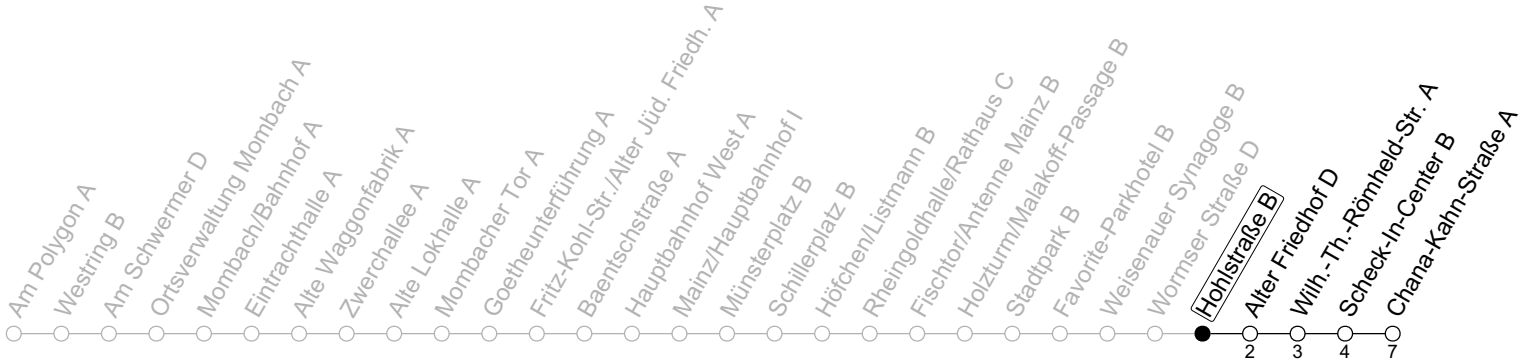 Am Polygon A
Westring B
Am Schwermer D
Ortsverwaltung Mombach A
Mombach/Bahnhof A
Eintrachthalle A
Alte Waggonfabrik A
Zwerchallee A
Alte Lokhalle A
Mombacher Tor A
Goetheunterführung A
Fritz-Kohl-Str./Alter Jüd. Friedh. A
Baentschstraße A
Hauptbahnhof West A
Mainz/Hauptbahnhof I
Münsterplatz B
Schillerplatz B
Höfchen/Listmann B
Rheingoldhalle/Rathaus C
Fischtor/Antenne Mainz B
Holzturm/Malakoff-Passage B
Stadtpark B
Favorite-Parkhotel B
Weisenauer Synagoge B
Wormser Straße D
Hohlstraße B
Alter Friedhof D
Wilh.-Th.-Römheld-Str. A
Scheck-In-Center B
Chana-Kahn-Straße A
2 3 4 7